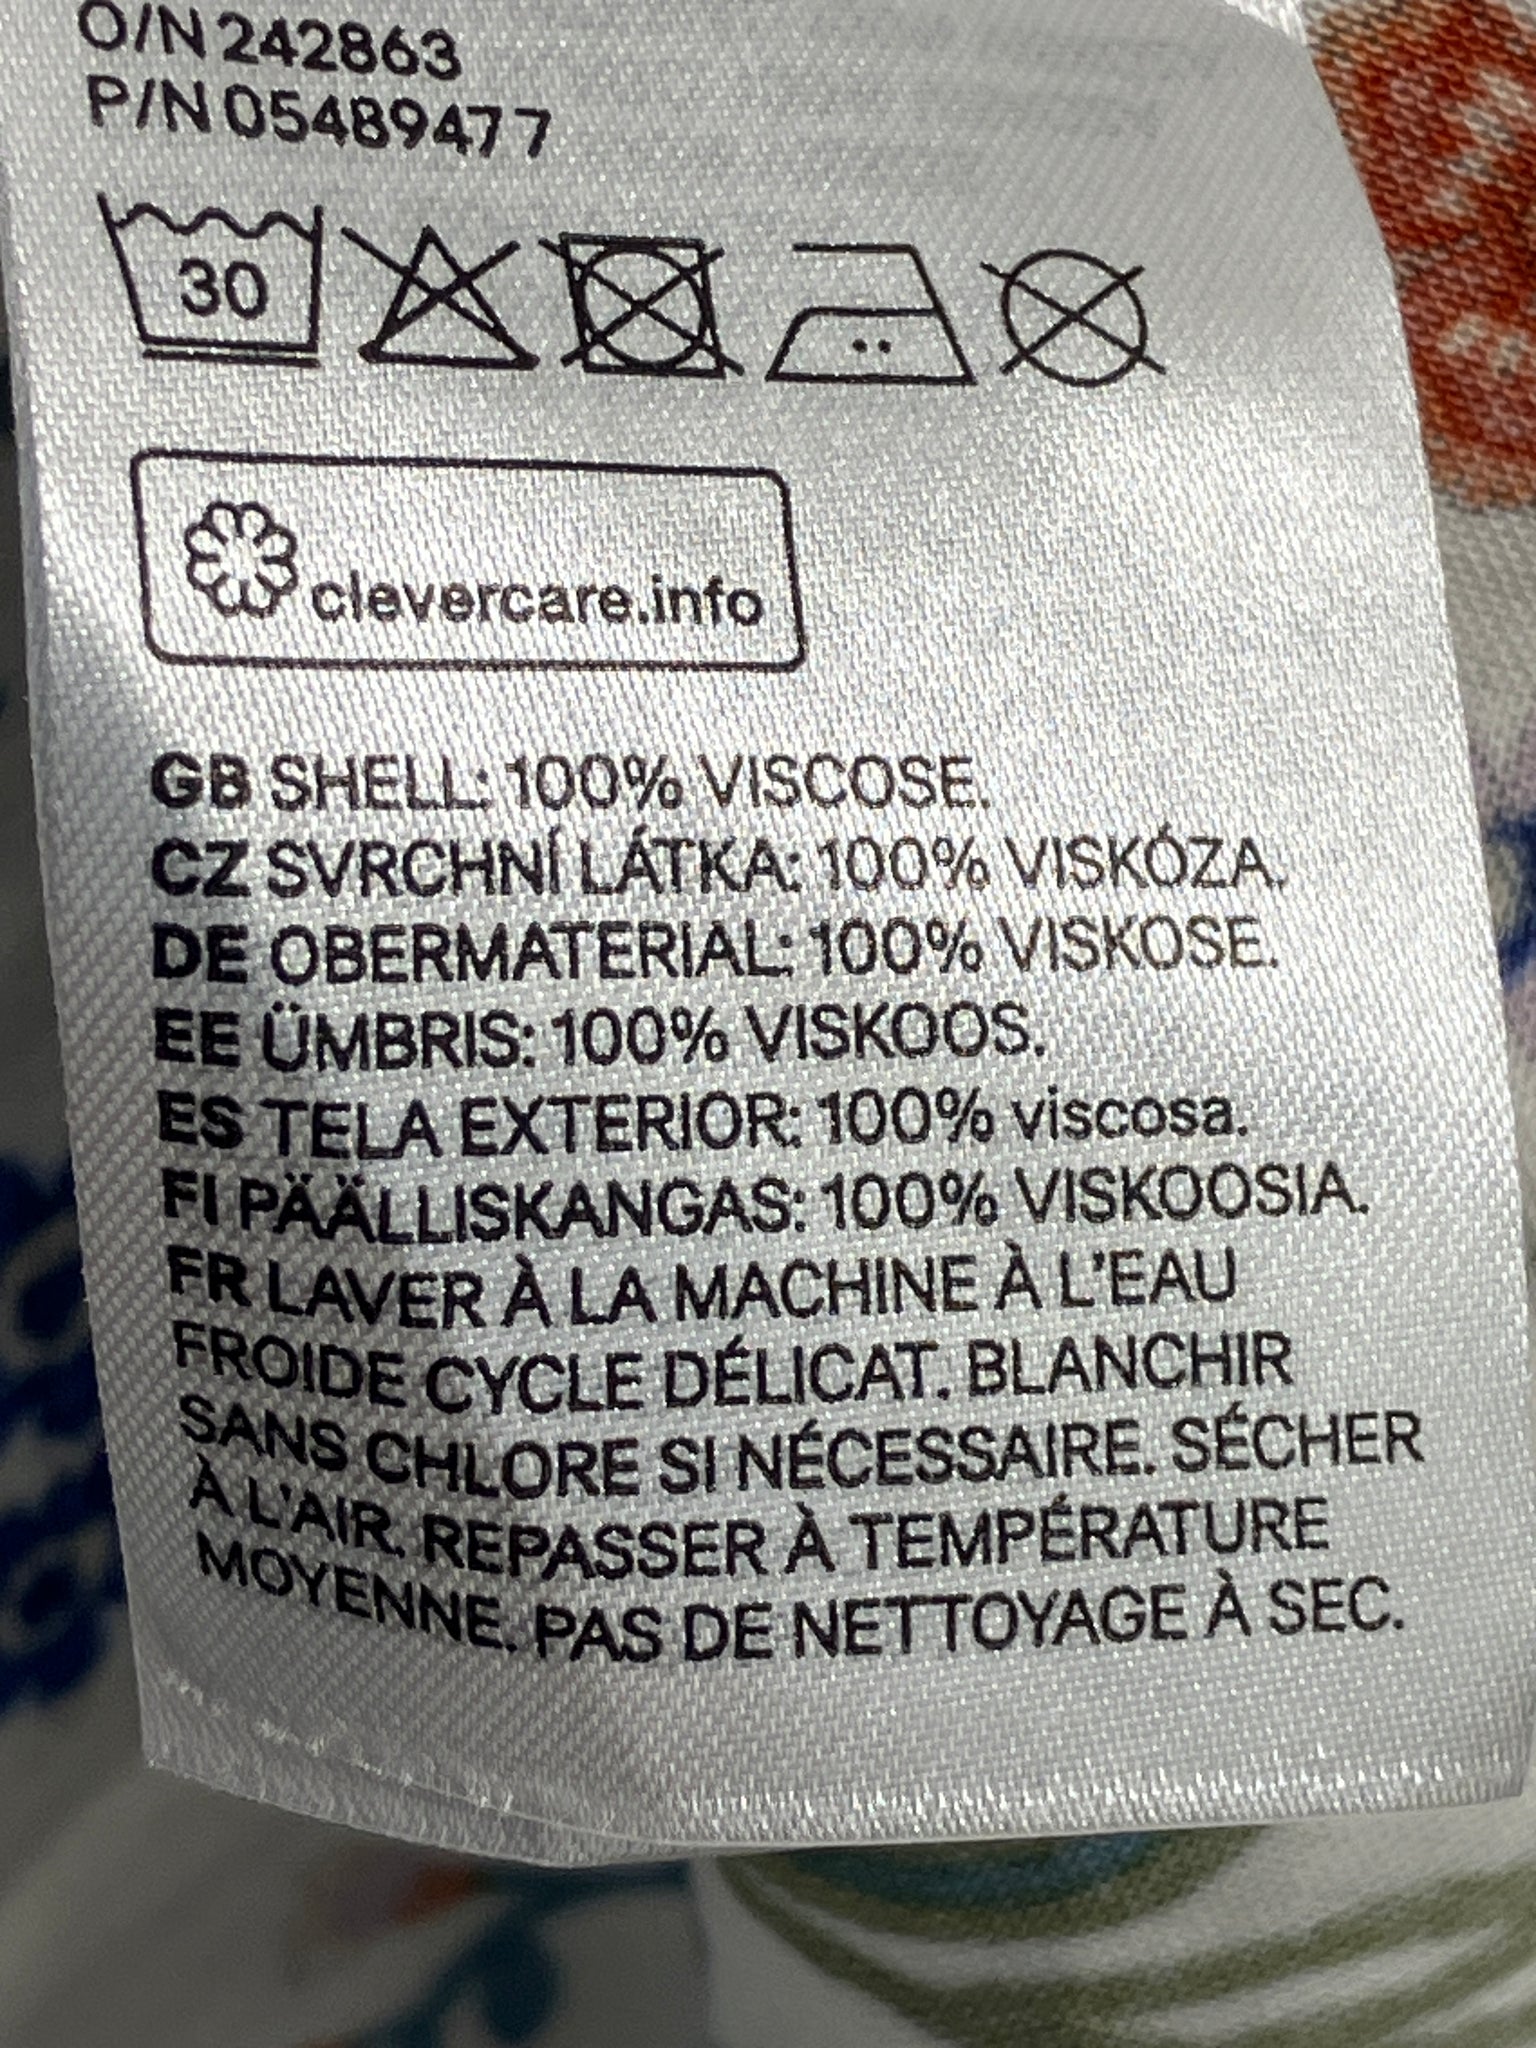 O/N 242863
P/N 05489477
30
clevercare.info
GB SHELL: 100% VISCOSE.
CZ SVRCHNÍ LÁTKA: 100% VISKÓZA.
DE OBERMATERIAL: 100% VISKOSE.
EE ÜMBRIS: 100% VISKOOS.
ES TELA EXTERIOR: 100% viscosa.
FI PÄÄLLISKANGAS: 100% VISKOOSIA.
FR LAVER À LA MACHINE À L'EAU
FROIDE CYCLE DÉLICAT. BLANCHIR
SANS CHLORE SI NÉCESSAIRE. SÉCHER
À L'AIR. REPASSER À TEMPÉRATURE
MOYENNE. PAS DE NETTOYAGE À SEC.